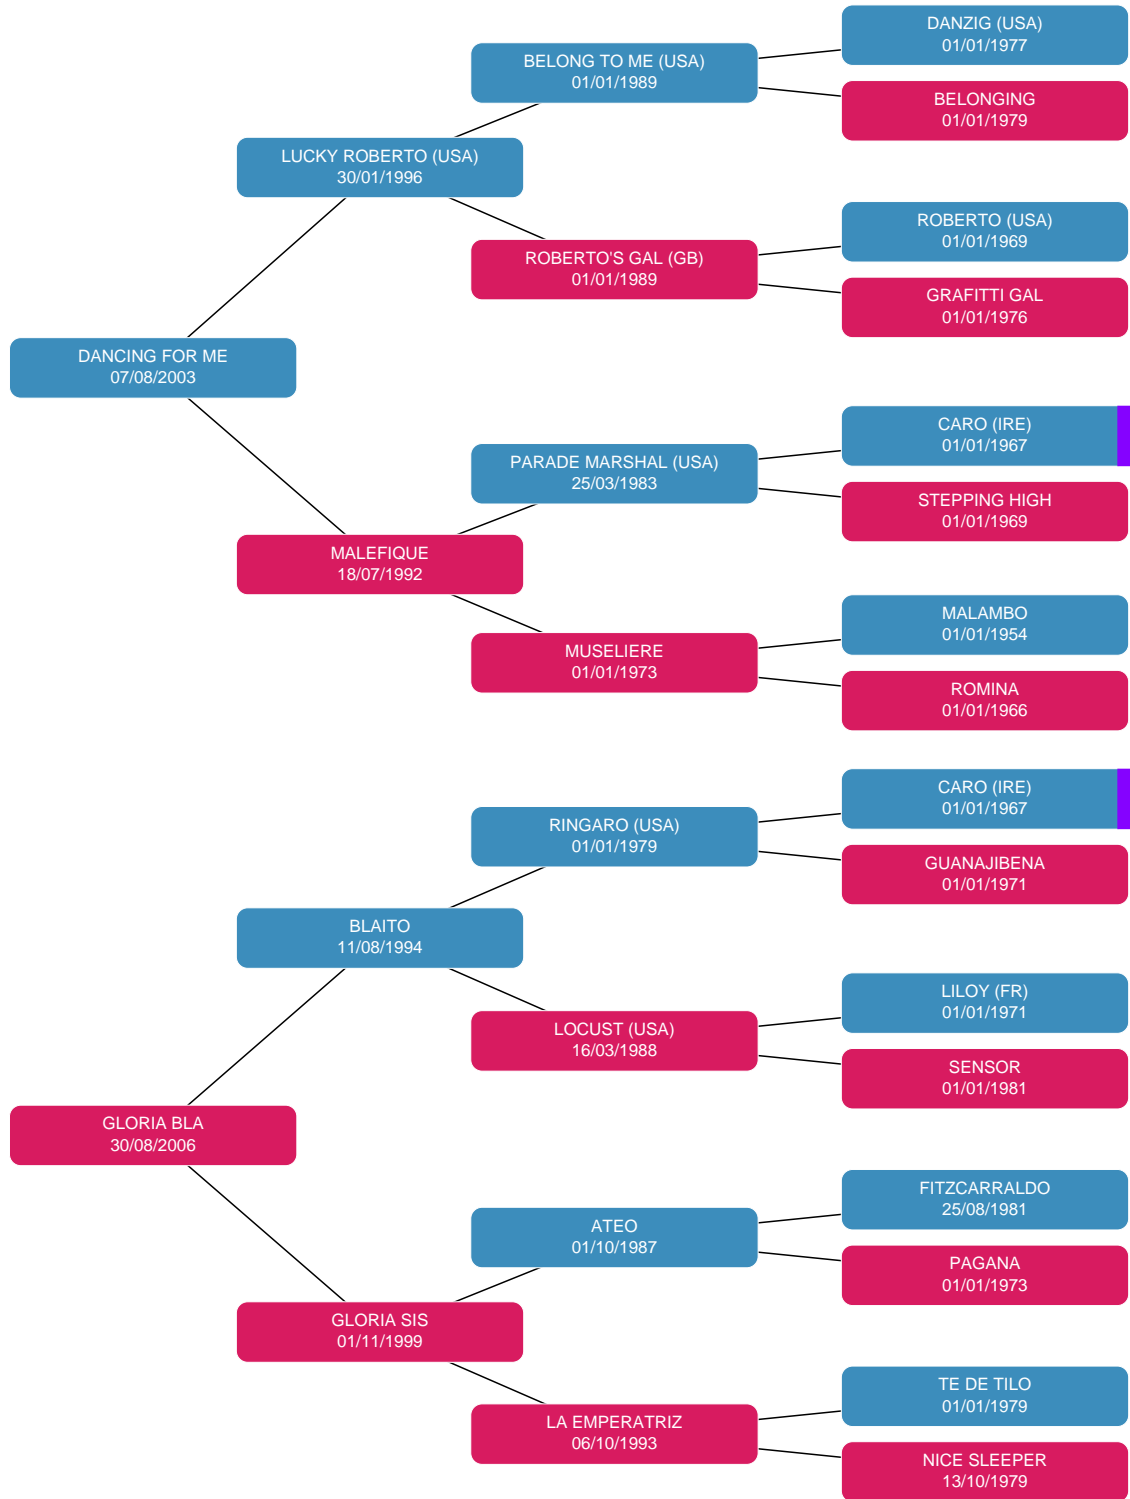 DANZIG (USA)
01/01/1977
BELONG TO ME (USA)
01/01/1989
BELONGING
01/01/1979
LUCKY ROBERTO (USA)
30/01/1996
ROBERTO (USA)
01/01/1969
ROBERTO'S GAL (GB)
01/01/1989
GRAFITTI GAL
01/01/1976
DANCING FOR ME
07/08/2003
CARO (IRE)
01/01/1967
PARADE MARSHAL (USA)
25/03/1983
STEPPING HIGH
01/01/1969
MALEFIQUE
18/07/1992
MALAMBO
01/01/1954
MUSELIERE
01/01/1973
ROMINA
01/01/1966
CARO (IRE)
01/01/1967
RINGARO (USA)
01/01/1979
GUANAJIBENA
01/01/1971
BLAITO
11/08/1994
LILOY (FR)
01/01/1971
LOCUST (USA)
16/03/1988
SENSOR
01/01/1981
GLORIA BLA
30/08/2006
FITZCARRALDO
25/08/1981
ATEO
01/10/1987
PAGANA
01/01/1973
GLORIA SIS
01/11/1999
TE DE TILO
01/01/1979
LA EMPERATRIZ
06/10/1993
NICE SLEEPER
13/10/1979